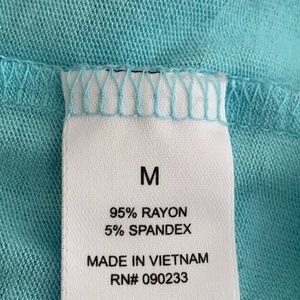 M
95% RAYON
5% SPANDEX
MADE IN VIETNAM
RN# 090233